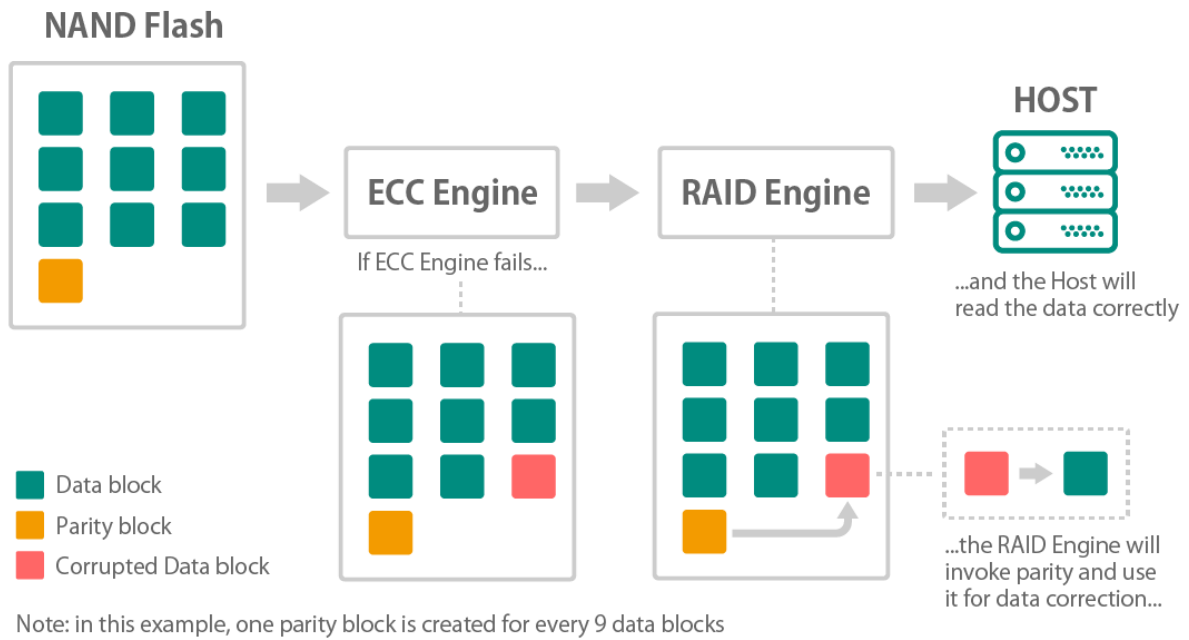 NAND Flash
ECC Engine
If ECC Engine fails...
RAID Engine
HOST
...and the Host will
read the data correctly
...the RAID Engine will
invoke parity and use
it for data correction...
Data block
Parity block
Corrupted Data block
Note: in this example, one parity block is created for every 9 data blocks